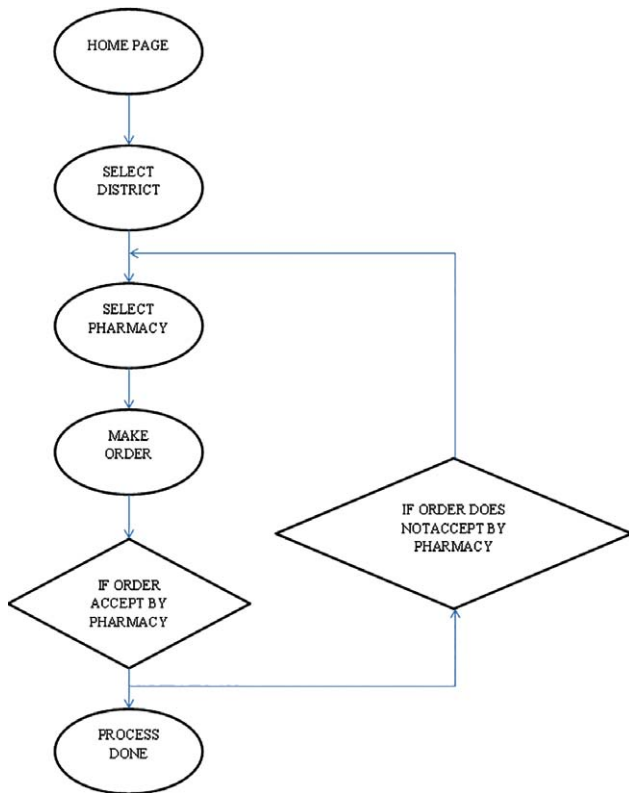 HOME PAGE
SELECT
DISTRICT
SELECT
PHARMACY
MAKE
ORDER
IF ORDER DOES
NOTACCEPT BY
PHARMACY
IF ORDER
ACCEPT BY
PHARMACY
PROCESS
DONE